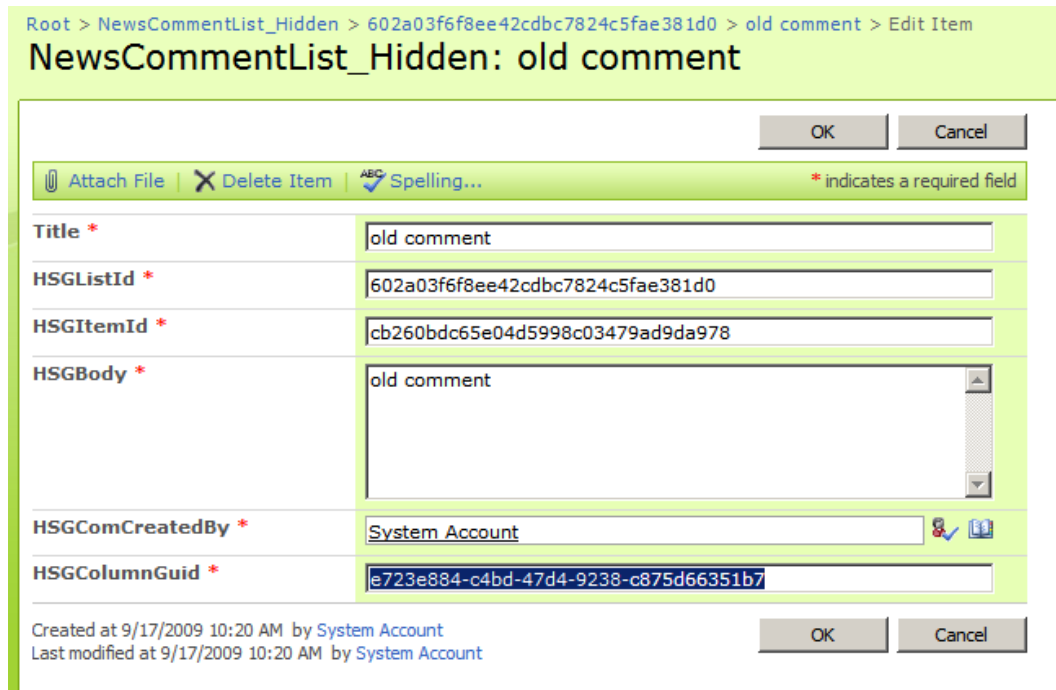 Root > NewsCommentList_Hidden > 602a03f6f8ee42cdbc7824c5fae381d0 > old comment > Edit Item
NewsCommentList_Hidden: old comment
OK Cancel
Attach File | Delete Item | ABC Spelling... * indicates a required field
Title * old comment
HSGListId * 602a03f6f8ee42cdbc7824c5fae381d0
HSGItemId * cb260bdc65e04d5998c03479ad9da978
HSGBody * old comment
HSGComCreatedBy * System Account
HSGColumnGuid * e723e884-c4bd-47d4-9238-c875d66351b7
Created at 9/17/2009 10:20 AM by System Account OK Cancel
Last modified at 9/17/2009 10:20 AM by System Account